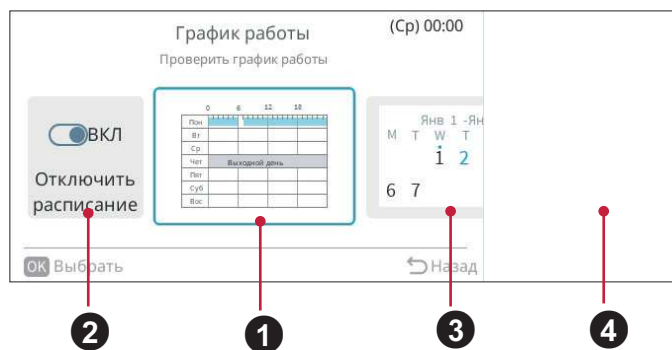 График работы
(Ср) 00:00
Проверить график работы
ВКЛ
Отключить
расписание
0 6 12 18
Пон
Вт
Ср
Чет Выходной день
Пят
Суб
Вос
Янв 1 -Ян
M T W T
1 2
6 7
OK Выбрать
Назад
2 1 3 4